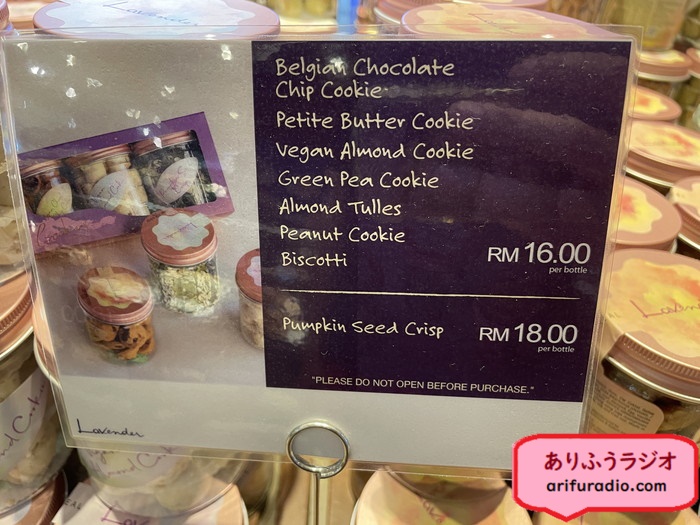 Lavender
Belgian Chocolate
Chip Cookie
Petite Butter Cookie
Vegan Almond Cookie
Green Pea Cookie
Almond Tulles
Peanut Cookie
Biscotti
RM 16.00
per bottle
Pumpkin Seed Crisp
RM 18.00
per bottle
"PLEASE DO NOT OPEN BEFORE PURCHASE."
Lavender
Lavender
ありふうラジオ
arifuradio.com